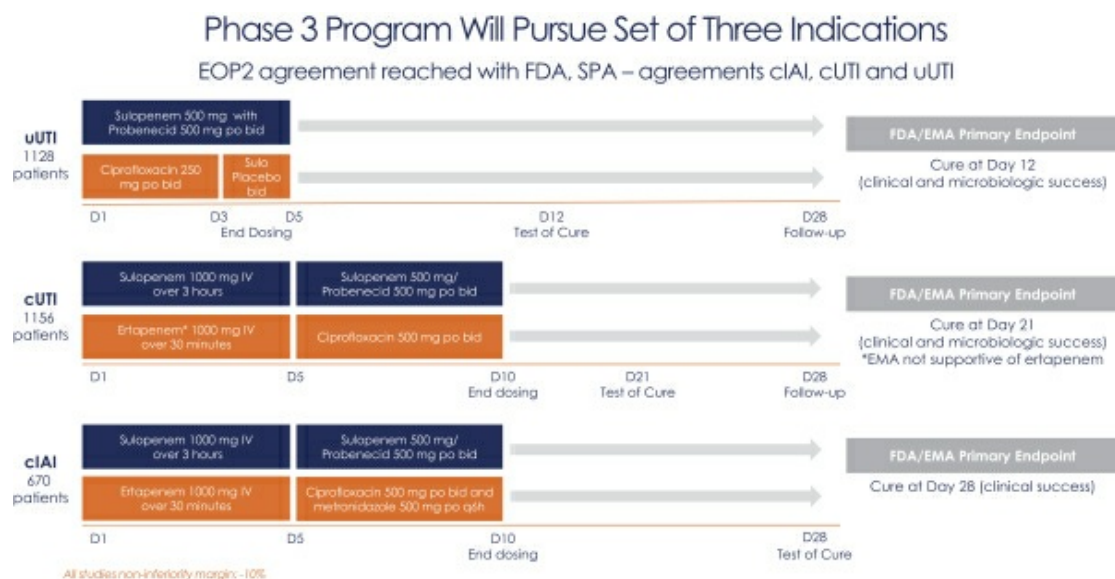 Phase 3 Program Will Pursue Set of Three Indications
EOP2 agreement reached with FDA, SPA – agreements cIAI, cUTI and uUTI
uUTI
1128
patients
Sulopenem 500 mg with
Probenecid 500 mg po bid
Ciprofloxacin 250
mg po bid
Sulo
Placebo
bid
D1
D3
End Dosing
D5
D12
Test of Cure
D28
Follow-up
FDA/EMA Primary Endpoint
Cure at Day 12
(clinical and microbiologic success)
cUTI
1156
patients
Sulopenem 1000 mg IV
over 3 hours
Sulopenem 500 mg/
Probenecid 500 mg po bid
Ertapenem* 1000 mg IV
over 30 minutes
Ciprofloxacin 500 mg po bid
D1
D5
D10
End dosing
D21
Test of Cure
D28
Follow-up
FDA/EMA Primary Endpoint
Cure at Day 21
(clinical and microbiologic success)
*EMA not supportive of ertapenem
cIAI
670
patients
Sulopenem 1000 mg IV
over 3 hours
Sulopenem 500 mg/
Probenecid 500 mg po bid
Ertapenem 1000 mg IV
over 30 minutes
Ciprofloxacin 500 mg po bid and
metronidazole 500 mg po q6h
D1
D5
D10
End dosing
D28
Test of Cure
FDA/EMA Primary Endpoint
Cure at Day 28 (clinical success)
All studies non-inferiority margin: -10%